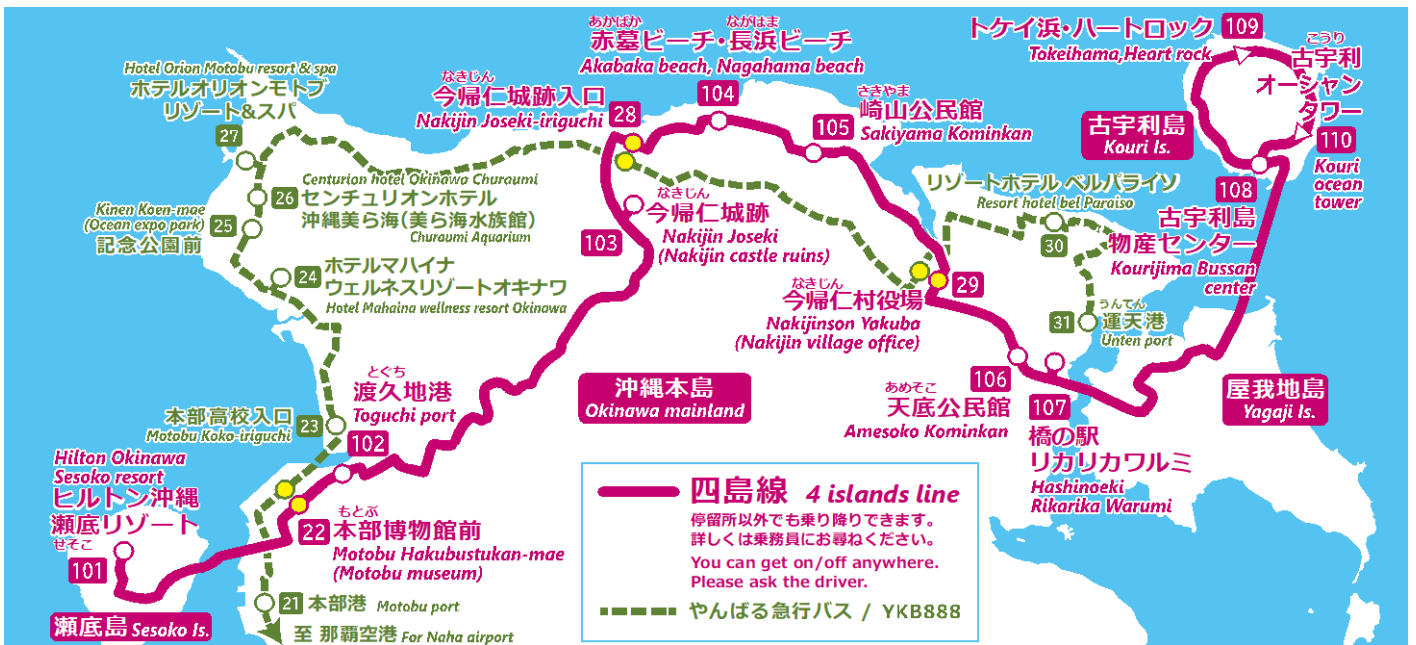 Hotel Orion Motobu resort & spa
ホテルオリオンモトブ
リゾート&スパ
27
Centurion hotel Okinawa Churaumi
26
センチュリオンホテル
沖縄美ら海(美ら海水族館)
Churaumi Aquarium
Kinen Koen-mae
(Ocean expo park)
記念公園前
25
24
ホテルマハイナ
ウェルネスリゾートオキナワ
Hotel Mahaina wellness resort Okinawa
本部高校入口
Motobu Koko-iriguchi
23
なきじん
今帰仁城跡入口
Nakijin Joseki-iriguchi
28
あかばか ながはま
赤墓ビーチ・長浜ビーチ
Akabaka beach, Nagahama beach
104
105
さきやま
崎山公民館
Sakiyama Kominkan
なきじん
今帰仁城跡
Nakijin Joseki
(Nakijin castle ruins)
103
なきじん
今帰仁村役場
Nakijinson Yakuba
(Nakijin village office)
29
リゾートホテル ベルパライソ
Resort hotel bel Paraiso
30
31
うんてん
運天港
Unten port
トケイ浜・ハートロック
Tokeihama,Heart rock
109
こうり
古宇利
オーシャン
タワー
110
Kouri
ocean
tower
古宇利島
Kouri Is.
108
古宇利島
物産センター
Kourijima Bussan
center
屋我地島
Yagaji Is.
106
あめそこ
天底公民館
Amesoko Kominkan
107
橋の駅
リカリカワルミ
Hashinoeki
Rikarika Warumi
沖縄本島
Okinawa mainland
とぐち
渡久地港
Toguchi port
102
Hilton Okinawa
Sesoko resort
ヒルトン沖縄
瀬底リゾート
せそこ
101
瀬底島 Sesoko Is.
22
もとぶ
本部博物館前
Motobu Hakubustukan-mae
(Motobu museum)
21
本部港 Motobu port
至 那覇空港 For Naha airport
四島線 4 islands line
停留所以外でも乗り降りできます。
詳しくは乗務員にお尋ねください。
You can get on/off anywhere.
Please ask the driver.
やんばる急行バス / YKB888